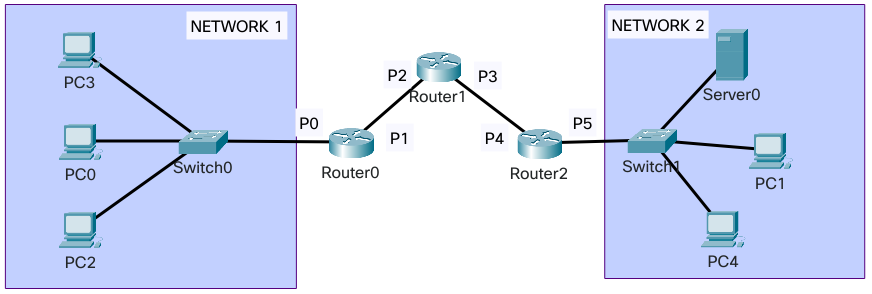 NETWORK 1
PC3
PC0
PC2
Switch0
P0
Router0
P1
P2
Router1
P3
P4
Router2
P5
NETWORK 2
Server0
Switch1
PC1
PC4